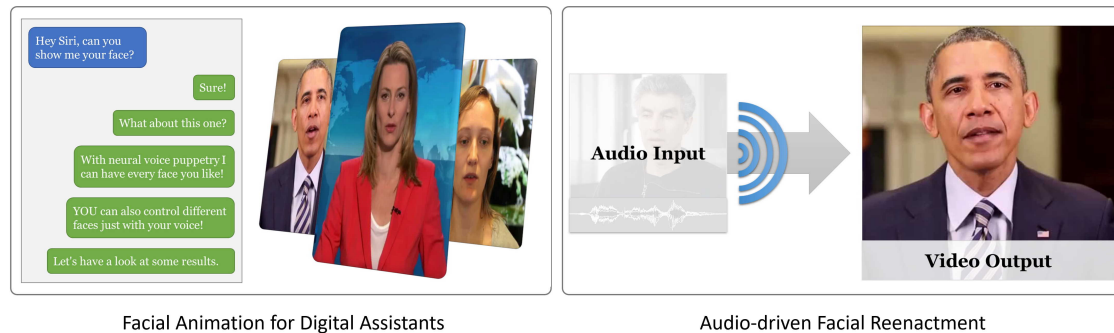 Hey Siri, can you
show me your face?
Sure!
What about this one?
With neural voice puppetry I
can have every face you like!
YOU can also control different
faces just with your voice!
Let's have a look at some results.
Audio Input
Video Output
Facial Animation for Digital Assistants
Audio-driven Facial Reenactment